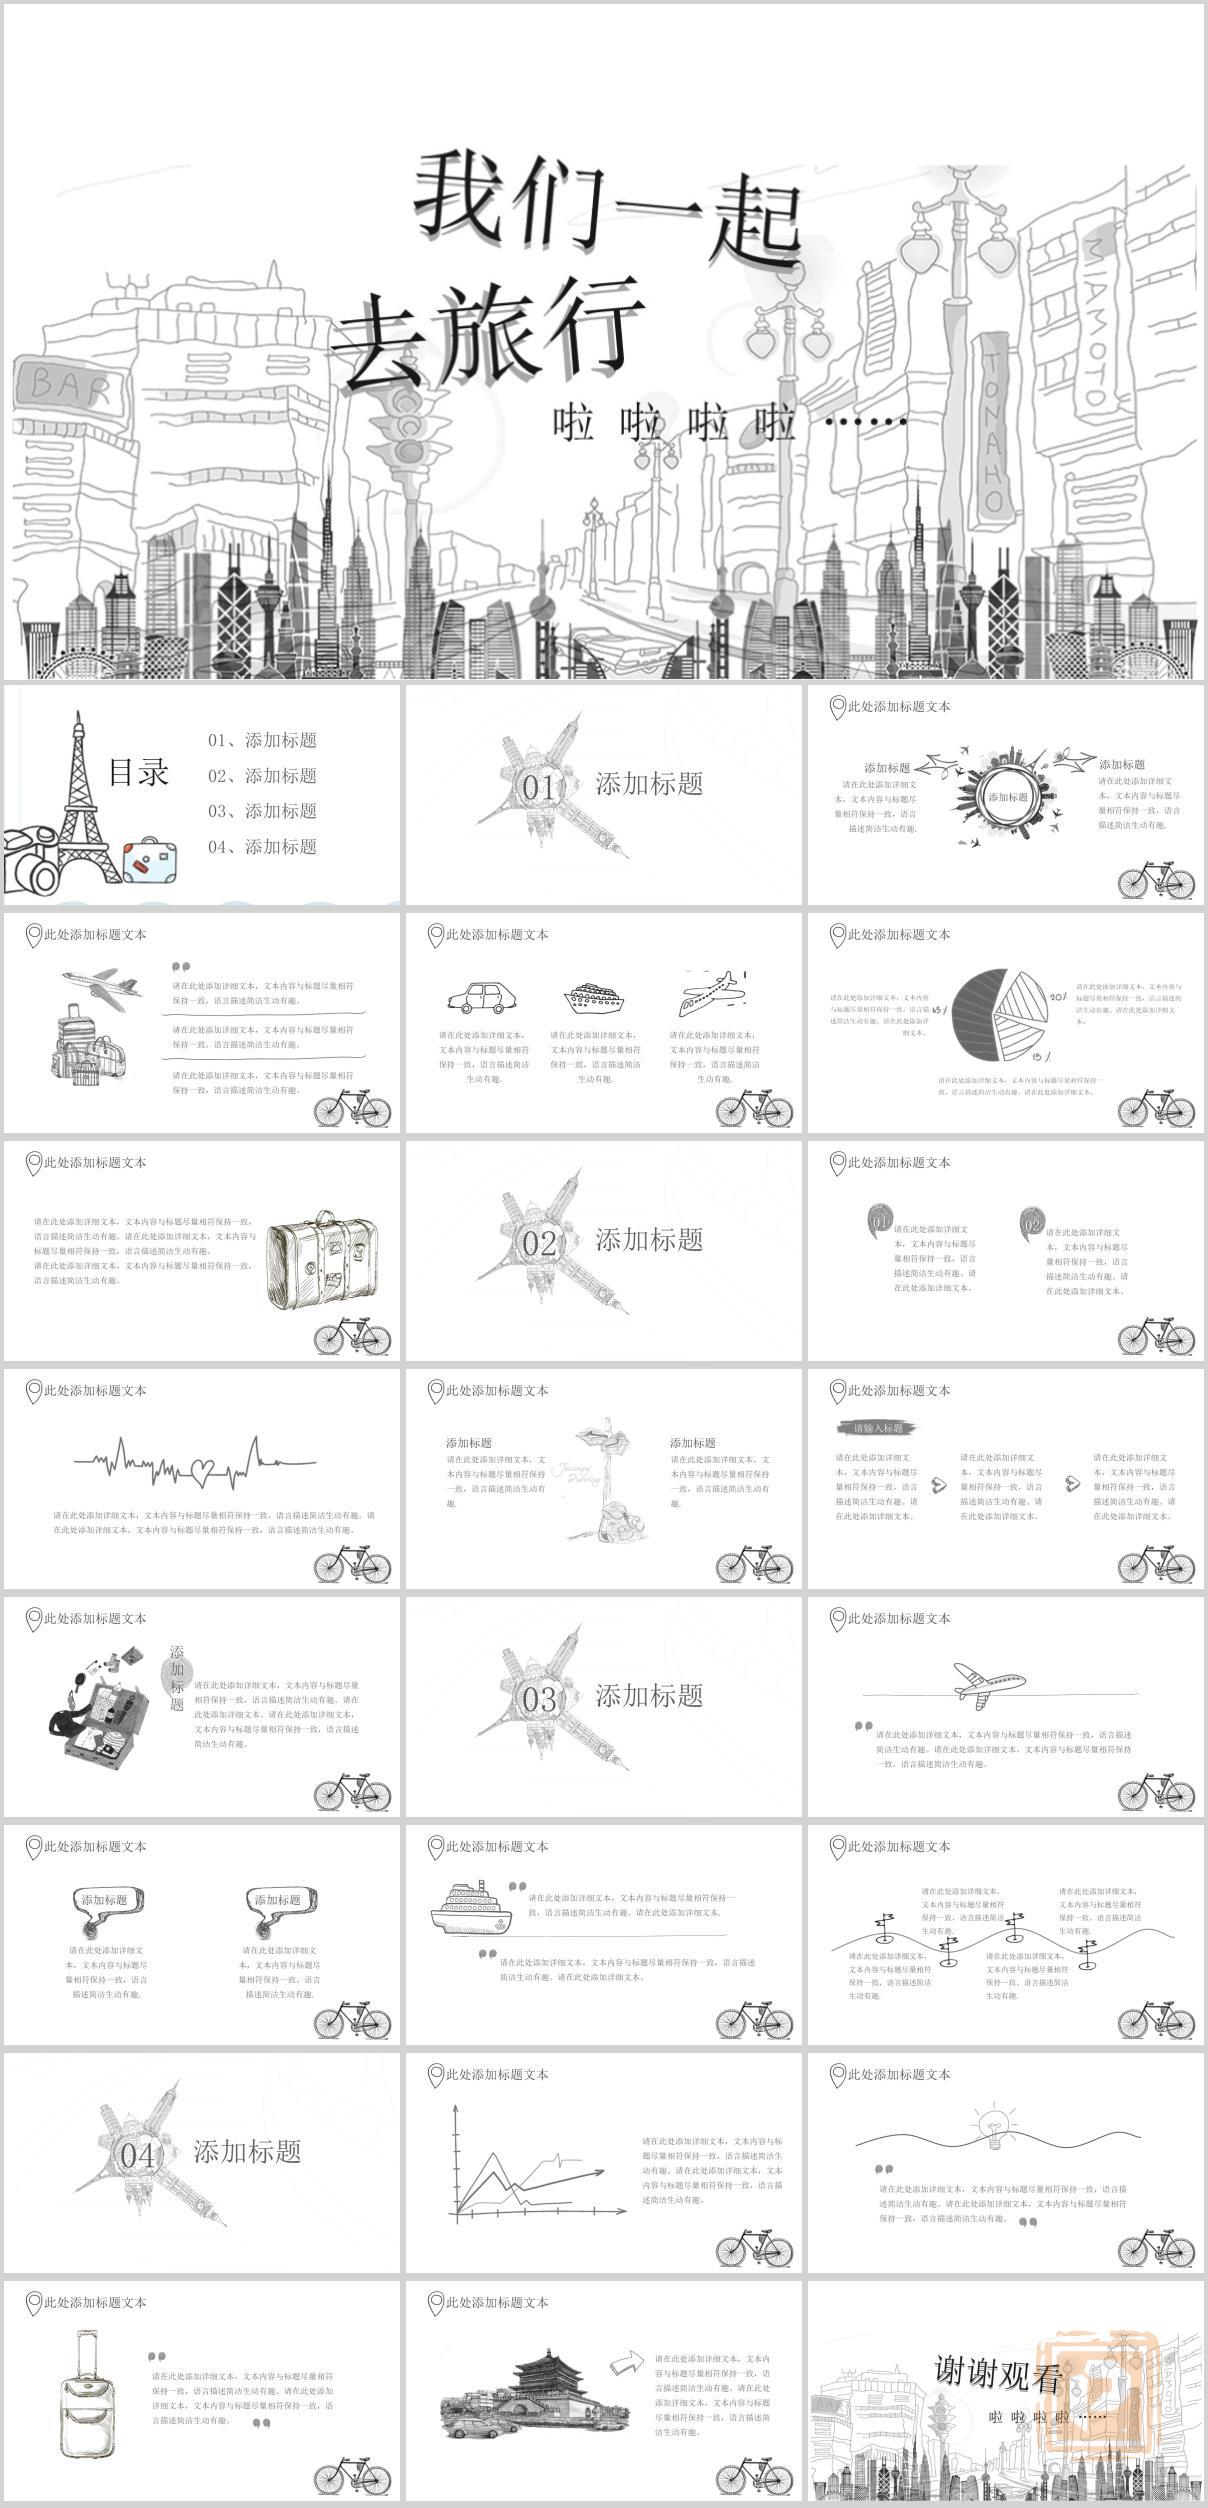 我们一起
去旅行
啦 啦 啦 啦 ······
BAR
YAMOTO
TONAHO
目录
01、添加标题
02、添加标题
03、添加标题
04、添加标题
01
添加标题
此处添加标题文本
添加标题
请在此处添加详细文
本，文本内容与标题尽
量相符保持一致，语言
描述简洁生动有趣.
添加标题
添加标题
请在此处添加详细文
本，文本内容与标题尽
量相符保持一致，语言
描述简洁生动有趣.
此处添加标题文本
请在此处添加详细文本，文本内容与标题尽量相符
保持一致，语言描述简洁生动有趣。
请在此处添加详细文本，文本内容与标题尽量相符
保持一致，语言描述简洁生动有趣。
请在此处添加详细文本，文本内容与标题尽量相符
保持一致，语言描述简洁生动有趣。
此处添加标题文本
请在此处添加详细文本，
文本内容与标题尽量相符
保持一致，语言描述简洁
生动有趣.
请在此处添加详细文本，
文本内容与标题尽量相符
保持一致，语言描述简洁
生动有趣.
请在此处添加详细文本，
文本内容与标题尽量相符
保持一致，语言描述简洁
生动有趣.
此处添加标题文本
请在此处添加详细文本，文本内容
与标题尽量相符保持一致，语言描
述简洁生动有趣。请在此处添加详
细文本。
65/
20/
15/
请在此处添加详细文本，文本内容与
标题尽量相符保持一致，语言描述简
洁生动有趣。请在此处添加详细文
本。
请在此处添加详细文本，文本内容与标题尽量相符保持一
致，语言描述简洁生动有趣。请在此处添加详细文本。
此处添加标题文本
请在此处添加详细文本，文本内容与标题尽量相符保持一致，
语言描述简洁生动有趣。请在此处添加详细文本，文本内容与
标题尽量相符保持一致，语言描述简洁生动有趣。
请在此处添加详细文本，文本内容与标题尽量相符保持一致，
语言描述简洁生动有趣。
02
添加标题
此处添加标题文本
01
请在此处添加详细文
本，文本内容与标题尽
量相符保持一致，语言
描述简洁生动有趣。请
在此处添加详细文本。
02
请在此处添加详细文
本，文本内容与标题尽
量相符保持一致，语言
描述简洁生动有趣。请
在此处添加详细文本。
此处添加标题文本
请在此处添加详细文本，文本内容与标题尽量相符保持一致，语言描述简洁生动有趣。请
在此处添加详细文本，文本内容与标题尽量相符保持一致，语言描述简洁生动有趣。
此处添加标题文本
添加标题
请在此处添加详细文本，文
本内容与标题尽量相符保持
一致，语言描述简洁生动有
趣.
添加标题
请在此处添加详细文本，文
本内容与标题尽量相符保持
一致，语言描述简洁生动有
趣.
此处添加标题文本
请输入标题
请在此处添加详细文
本，文本内容与标题尽
量相符保持一致，语言
描述简洁生动有趣。请
在此处添加详细文本。
请在此处添加详细文
本，文本内容与标题尽
量相符保持一致，语言
描述简洁生动有趣。请
在此处添加详细文本。
请在此处添加详细文
本，文本内容与标题尽
量相符保持一致，语言
描述简洁生动有趣。请
在此处添加详细文本。
此处添加标题文本
添加标题
请在此处添加详细文本，文本内容与标题尽量
相符保持一致，语言描述简洁生动有趣。请在
此处添加详细文本。请在此处添加详细文本，
文本内容与标题尽量相符保持一致，语言描述
简洁生动有趣。
03
添加标题
此处添加标题文本
请在此处添加详细文本，文本内容与标题尽量相符保持一致，语言描述
简洁生动有趣。请在此处添加详细文本，文本内容与标题尽量相符保持
一致，语言描述简洁生动有趣。
此处添加标题文本
添加标题
请在此处添加详细文
本，文本内容与标题尽
量相符保持一致，语言
描述简洁生动有趣.
添加标题
请在此处添加详细文
本，文本内容与标题尽
量相符保持一致，语言
描述简洁生动有趣.
此处添加标题文本
请在此处添加详细文本，文本内容与标题尽量相符保持一
致，语言描述简洁生动有趣。请在此处添加详细文本.
请在此处添加详细文本，文本内容与标题尽量相符保持一致，语言描述
简洁生动有趣。请在此处添加详细文本。
此处添加标题文本
请在此处添加详细文本，
文本内容与标题尽量相符
保持一致，语言描述简洁
生动有趣.
请在此处添加详细文本，
文本内容与标题尽量相符
保持一致，语言描述简洁
生动有趣.
请在此处添加详细文本，
文本内容与标题尽量相符
保持一致，语言描述简洁
生动有趣.
请在此处添加详细文本，
文本内容与标题尽量相符
保持一致，语言描述简洁
生动有趣.
04
添加标题
此处添加标题文本
请在此处添加详细文本，文本内容与标
题尽量相符保持一致，语言描述简洁生
动有趣。请在此处添加详细文本，文本
内容与标题尽量相符保持一致，语言描
述简洁生动有趣。
此处添加标题文本
请在此处添加详细文本，文本内容与标题尽量相符保持一致，语言描
述简洁生动有趣。请在此处添加详细文本，文本内容与标题尽量相符
保持一致，语言描述简洁生动有趣。
此处添加标题文本
请在此处添加详细文本，文本内容与标题尽量相符
保持一致，语言描述简洁生动有趣。请在此处添加
详细文本，文本内容与标题尽量相符保持一致，语
言描述简洁生动有趣。
此处添加标题文本
请在此处添加详细文本，文本内
容与标题尽量相符保持一致，语
言描述简洁生动有趣。请在此处
添加详细文本，文本内容与标题
尽量相符保持一致，语言描述简
洁生动有趣。
谢谢观看
啦 啦 啦 啦 ······